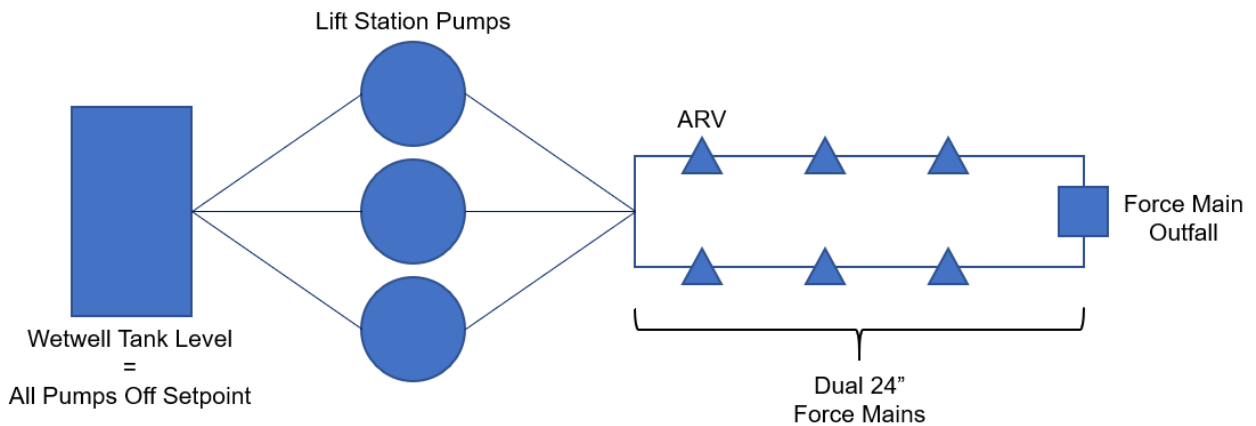 Lift Station Pumps
ARV
Force Main
Outfall
Wetwell Tank Level
=
All Pumps Off Setpoint
Dual 24”
Force Mains